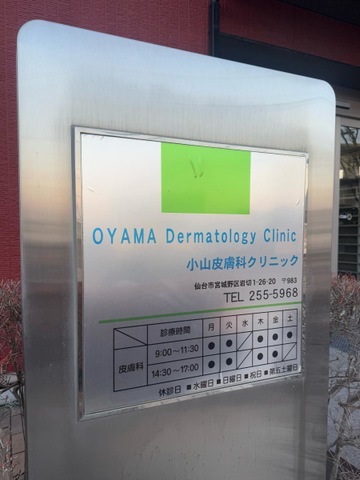 OYAMA Dermatology Clinic
小山皮膚科クリニック
仙台市宮城野区岩切1-26-20 〒983
TEL 255-5968
診療時間 月 火 水 木 金 土
皮膚科
9:00〜11:30 ● ● ╱ ● ● ●
14:30〜17:00 ● ● ╱ ● ● ╱
休診日 ■水曜日 ■日曜日 ■祝日 ■第五土曜日